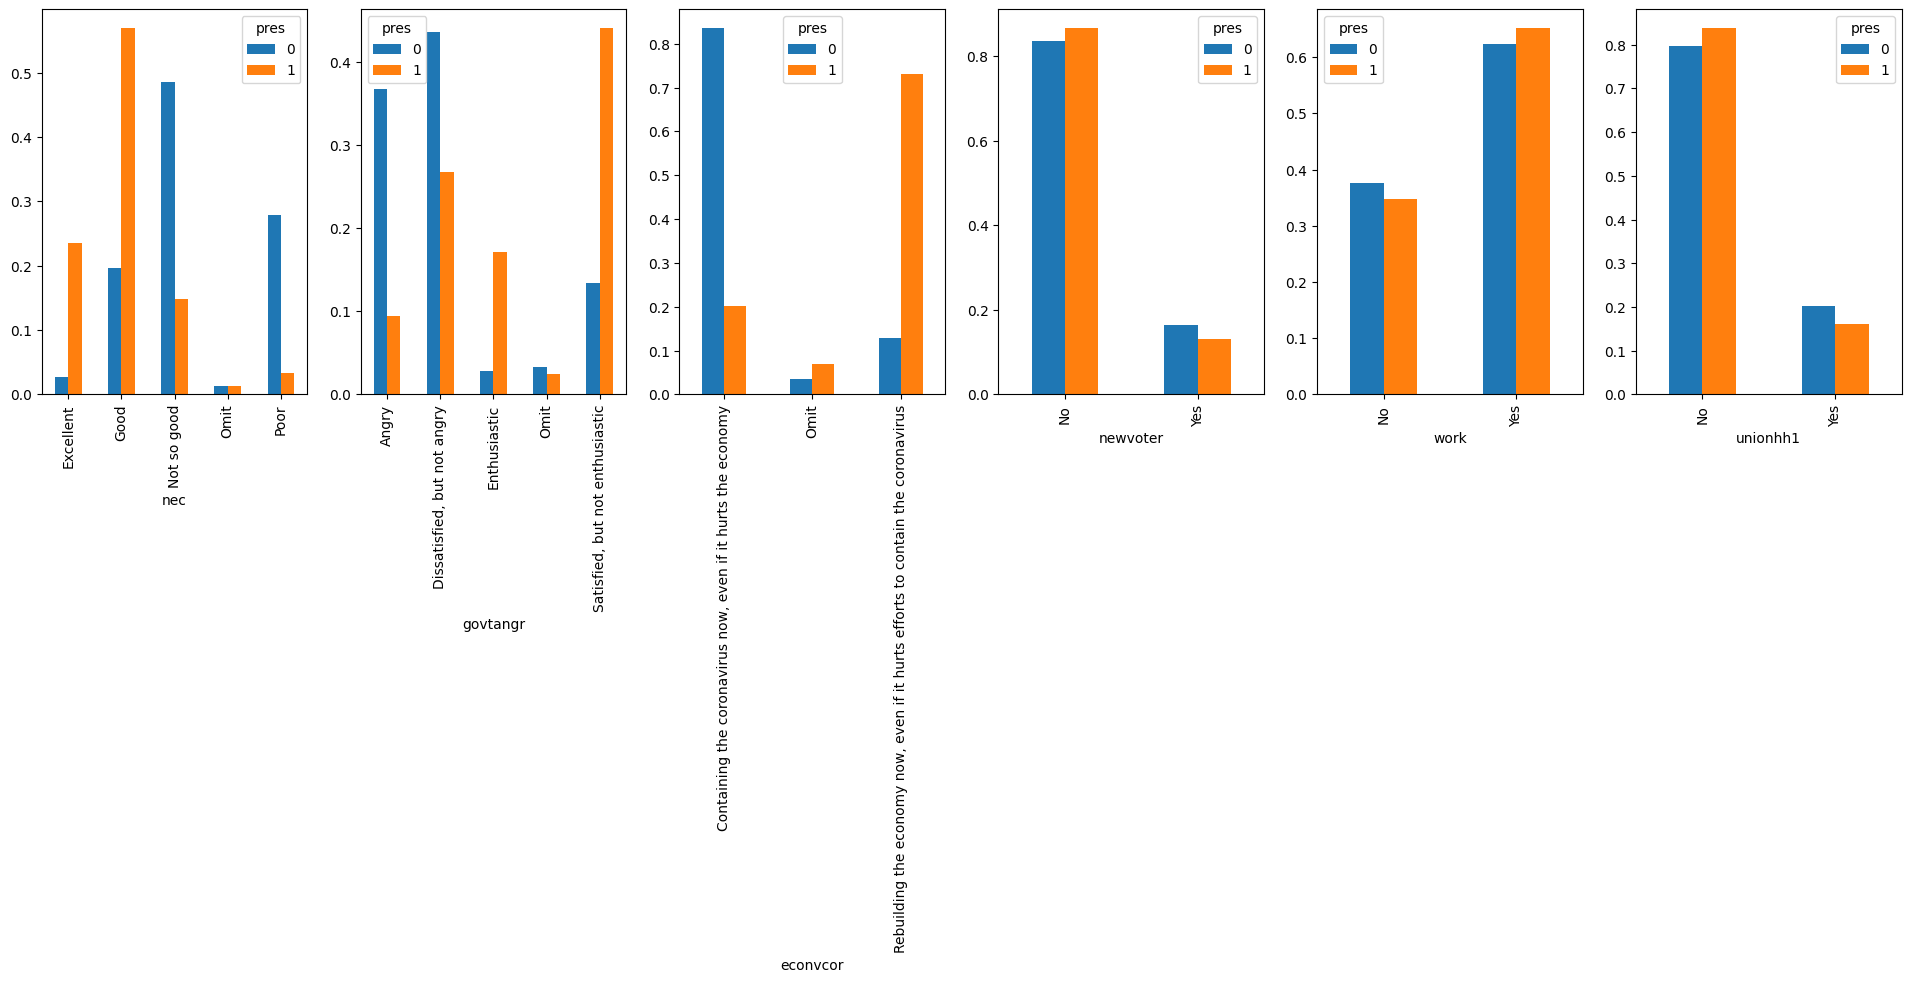 pres
0
1
0.5
0.4
0.3
0.2
0.1
0.0
Excellent
Good
Not so good
Omit
Poor
nec
pres
0
1
0.4
0.3
0.2
0.1
0.0
Angry
Dissatisfied, but not angry
Enthusiastic
Omit
Satisfied, but not enthusiastic
govtangr
pres
0
1
0.8
0.7
0.6
0.5
0.4
0.3
0.2
0.1
0.0
Containing the coronavirus now, even if it hurts the economy
Omit
Rebuilding the economy now, even if it hurts efforts to contain the coronavirus
econvcor
pres
0
1
0.8
0.6
0.4
0.2
0.0
No
Yes
newvoter
pres
0
1
0.6
0.5
0.4
0.3
0.2
0.1
0.0
No
Yes
work
pres
0
1
0.8
0.7
0.6
0.5
0.4
0.3
0.2
0.1
0.0
No
Yes
unionhh1